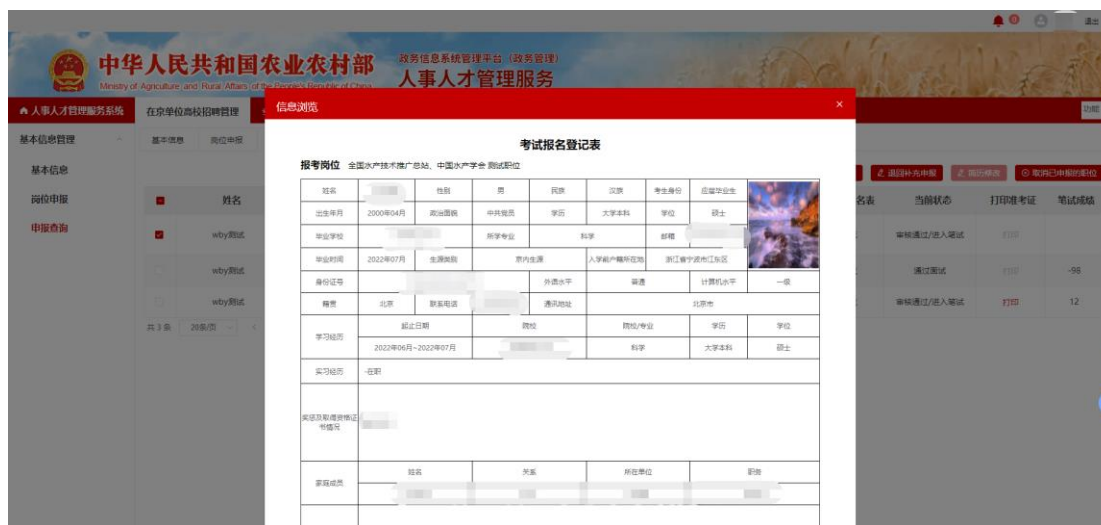 0 退出
中华人民共和国农业农村部 政务信息系统管理平台（政务管理）
Ministry of Agriculture and Rural Affairs of the People's Republic of China 人事人才管理服务
人事人才管理服务系统 在京单位高校招聘管理 信息浏览 × 功能
基本信息管理 基本信息 岗位申报
考试报名登记表
报考岗位 全国水产技术推广总站、中国水产学会 测试职位
基本信息 退回补充申报 简历修改 取消已申报的职位
岗位申报 姓名 名表 当前状态 打印准考证 笔试成绩
申报查询
wby测试 审核通过/进入笔试 打印
wby测试 通过面试 打印 -98
wby测试 审核通过/进入笔试 打印 12
共 3 条 20条/页 <
姓名 性别 男 民族 汉族 考生身份 应届毕业生
出生年月 2000年04月 政治面貌 中共党员 学历 大学本科 学位 硕士
毕业学校 所学专业 科学 邮箱
毕业时间 2022年07月 生源类别 京内生源 入学前户籍所在地 浙江省宁波市江东区
身份证号 外语水平 普通 计算机水平 一级
籍贯 北京 联系电话 通讯地址 北京市
学习经历 起止日期 院校 院校/专业 学历 学位
2022年06月~2022年07月 科学 大学本科 硕士
实习经历 -在职
奖惩及取得资格证
书情况
家庭成员 姓名 关系 所在单位 职务